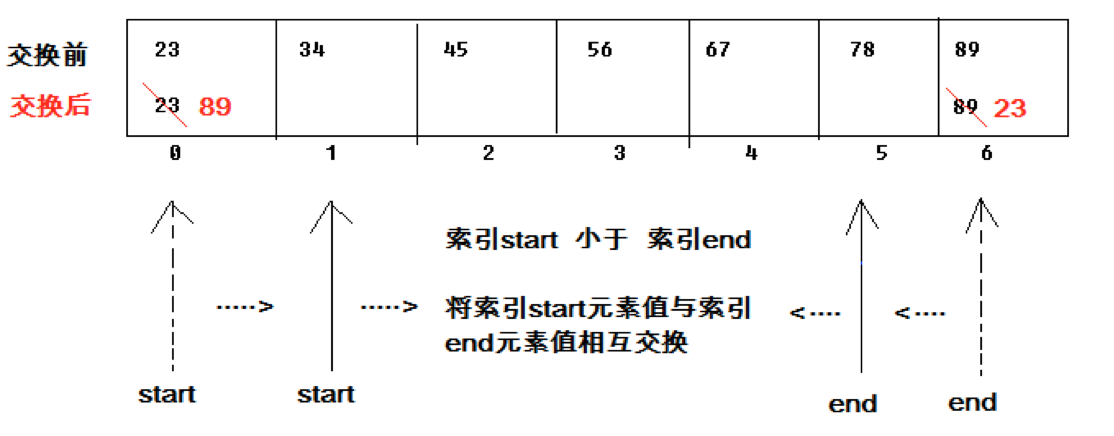 交换前 23 34 45 56 67 78 89
交换后 23 89 89 23
0 1 2 3 4 5 6
索引start 小于 索引end
·····> ·····> 将索引start元素值与索引 <···· <····
end元素值相互交换
start start end end